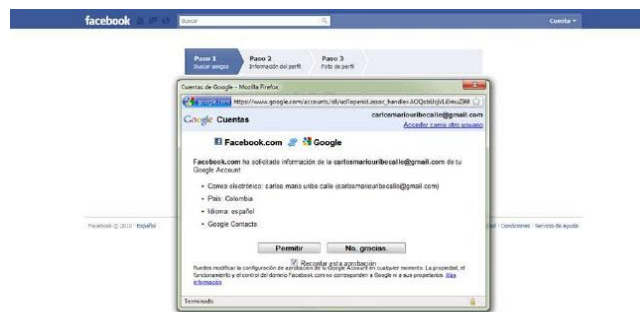 facebook
Buscar
Cuenta
Paso 1
Buscar amigos
Paso 2
Información del perfil
Paso 3
Foto de perfil
Cuentas de Google - Mozilla Firefox
google.com https://www.google.com/accounts/
Google Cuentas
carlosmariouribecalle@gmail.com
Acceder como otro usuario
Facebook.com Google
Facebook.com ha solicitado información de la carlosmariouribecalle@gmail.com de tu
Google Account
• Correo electrónico: carlos mario uribe calle (carlosmariouribecalle@gmail.com)
• País: Colombia
• Idioma: español
• Google Contacts
Permitir No, gracias.
Recordar esta aprobación
Puedes modificar la configuración de aprobación de tu Google Account en cualquier momento. La propiedad, el
funcionamiento y el control del dominio Facebook.com no corresponden a Google ni a sus propietarios. Más
información
Terminado
Facebook © 2010 · Español
Condiciones · Servicio de ayuda